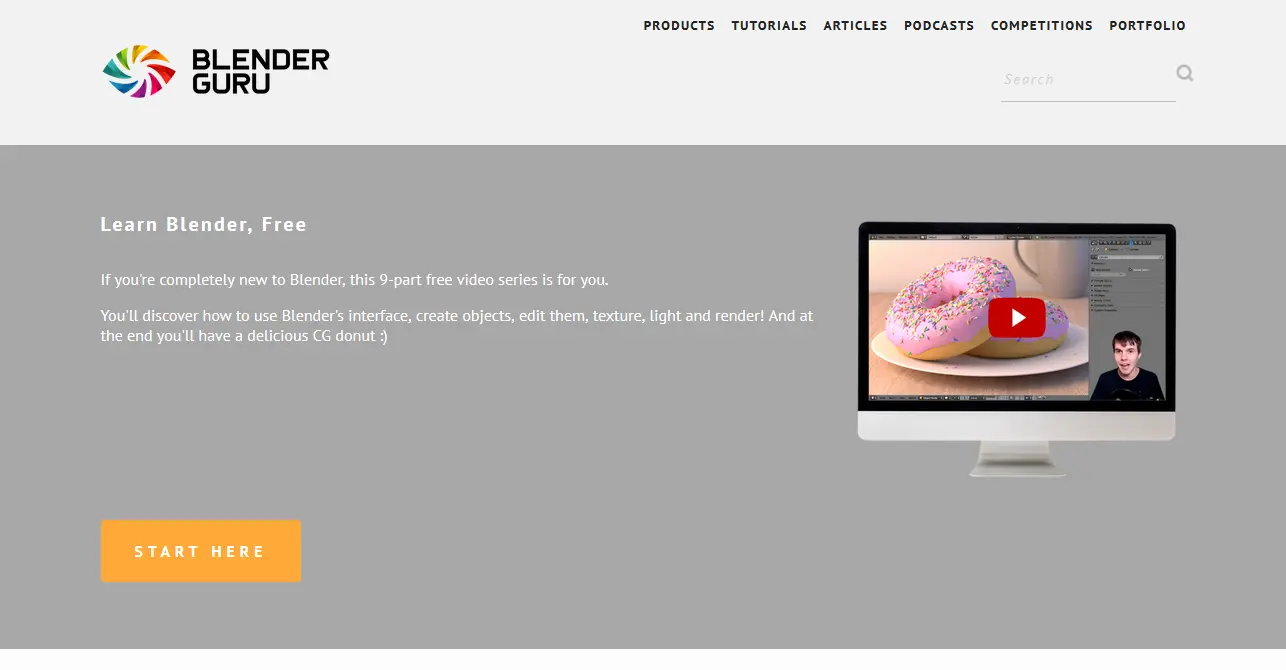 PRODUCTS TUTORIALS ARTICLES PODCASTS COMPETITIONS PORTFOLIO
BLENDER
GURU
Search
Learn Blender, Free
If you're completely new to Blender, this 9-part free video series is for you.
You'll discover how to use Blender's interface, create objects, edit them, texture, light and render! And at
the end you'll have a delicious CG donut :)
START HERE